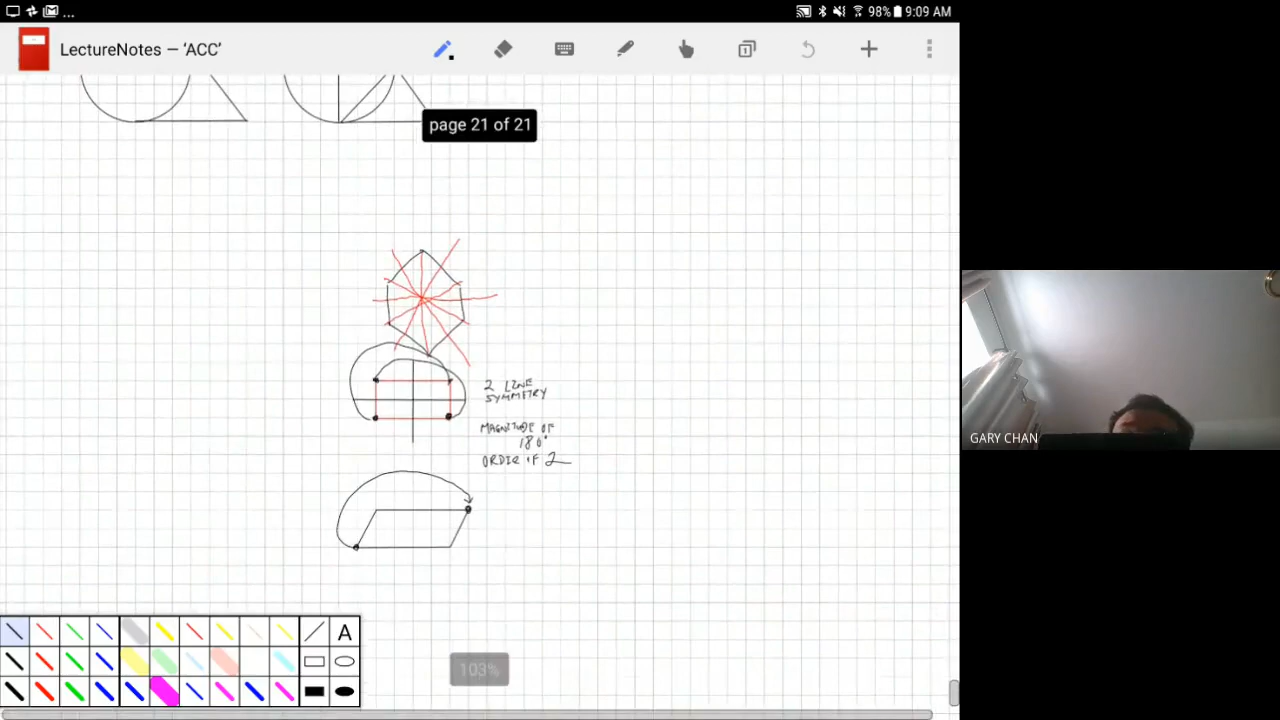 ... 98% 9:09 AM
LectureNotes – ‘ACC’
1
page 21 of 21
2 LINE
SYMMETRY
MAGNITUDE OF
180°
ORDER OF 2
GARY CHAN
A
103%